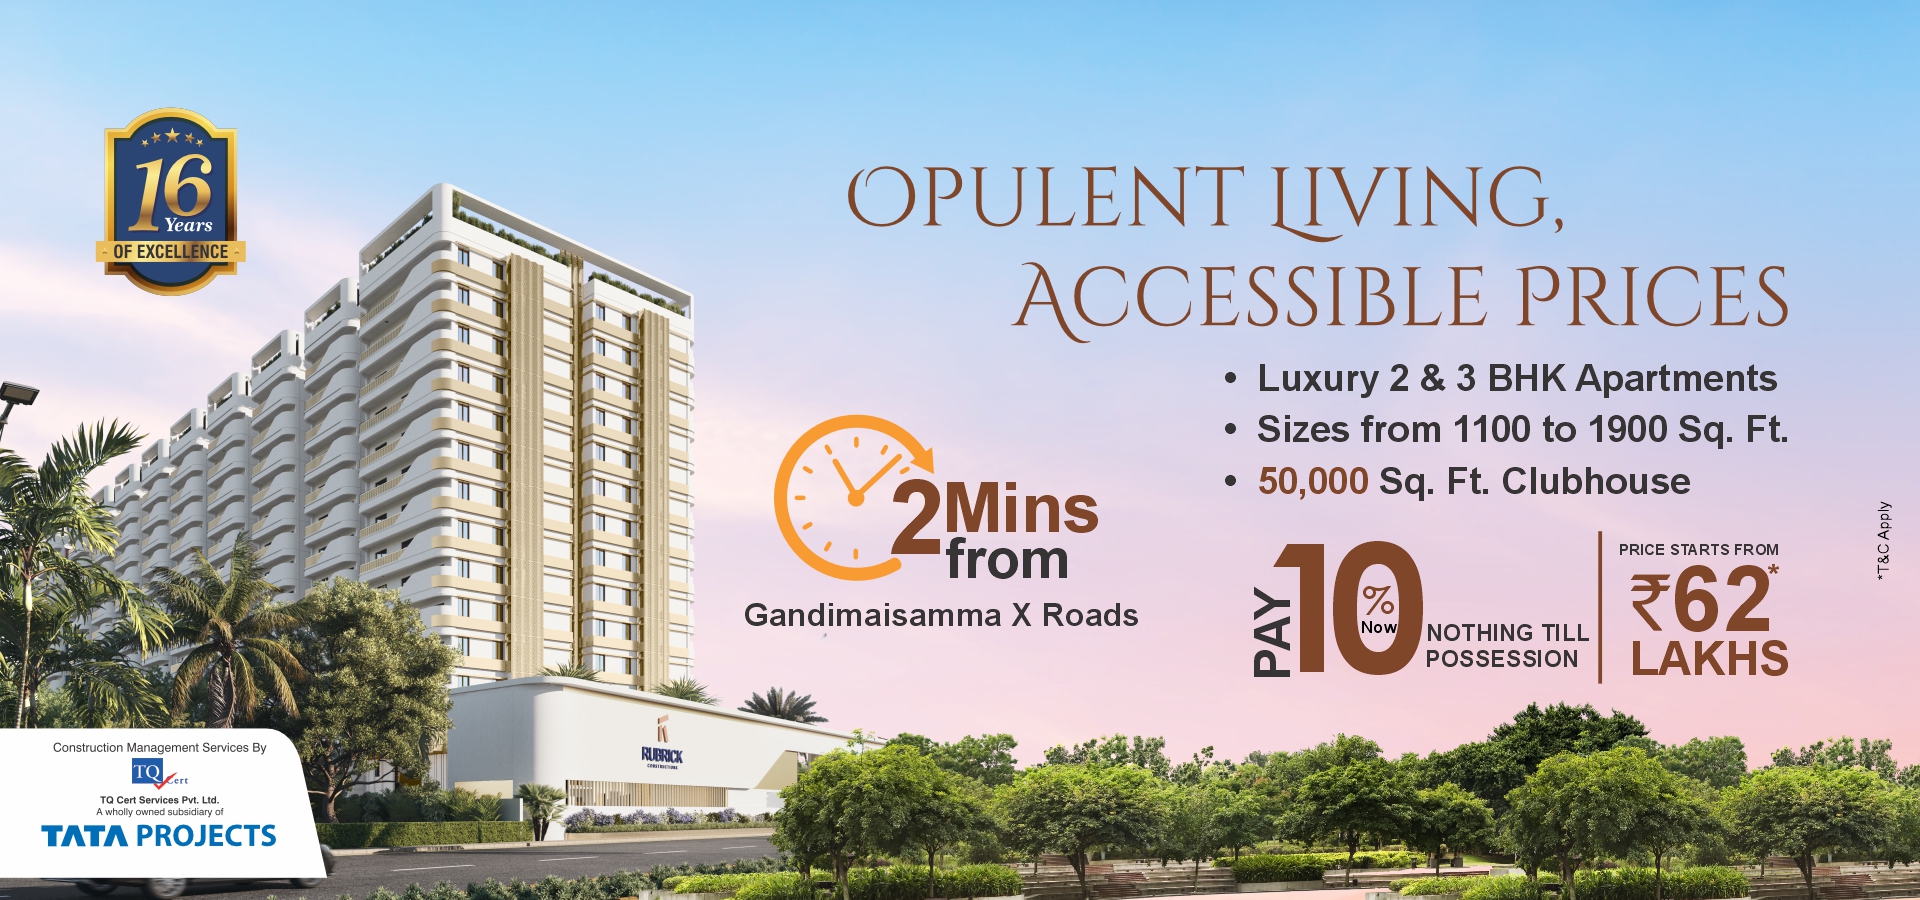 16
Years
OF EXCELLENCE
OPULENT LIVING,
ACCESSIBLE PRICES
• Luxury 2 & 3 BHK Apartments
• Sizes from 1100 to 1900 Sq. Ft.
• 50,000 Sq. Ft. Clubhouse
2 Mins
from
Gandimaisamma X Roads
PAY 10% Now
NOTHING TILL
POSSESSION
PRICE STARTS FROM
₹62*
LAKHS
*T&C Apply
RUBRICK
CONSTRUCTIONS
Construction Management Services By
TQ Cert
TQ Cert Services Pvt. Ltd.
A wholly owned subsidiary of
TATA PROJECTS